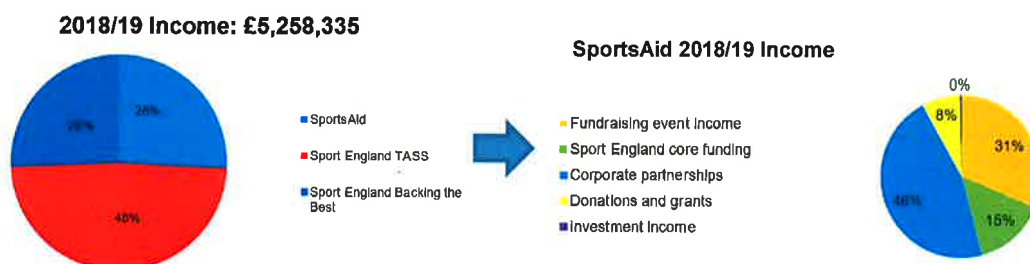 2018/19 Income: £5,258,335
26%
26%
48%
SportsAid
Sport England TASS
Sport England Backing the
Best
SportsAid 2018/19 Income
Fundraising event income
Sport England core funding
Corporate partnerships
Donations and grants
Investment income
0%
8%
31%
46%
15%